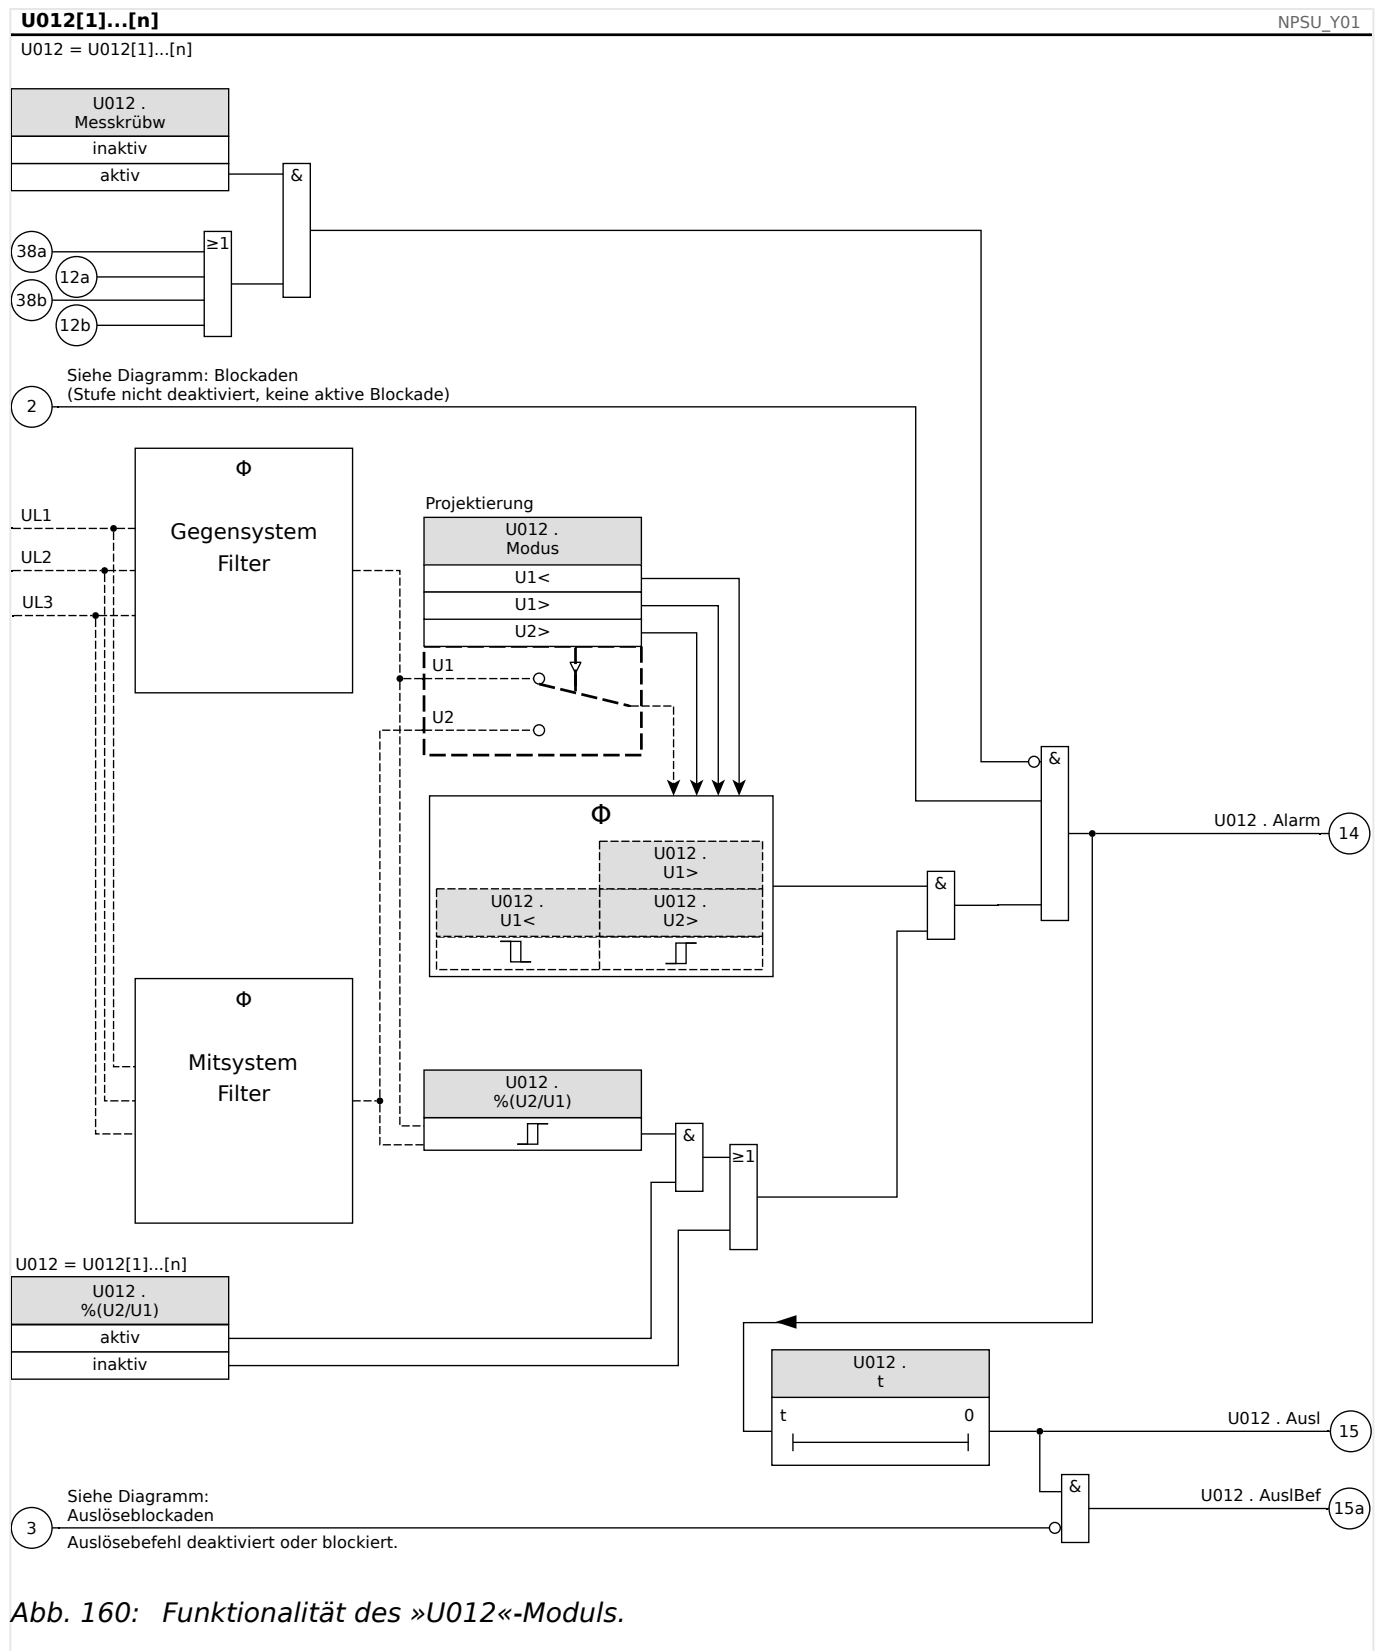 U012[1]...[n]
NPSU_Y01
U012 = U012[1]...[n]
U012 .
Messkrübw
inaktiv
aktiv
&
≥1
38a
12a
38b
12b
Siehe Diagramm: Blockaden
(Stufe nicht deaktiviert, keine aktive Blockade)
2
Φ
Gegensystem
Filter
UL1
UL2
UL3
Projektierung
U012 .
Modus
U1<
U1>
U2>
U1
U2
&
U012 . Alarm
14
Φ
U012 .
U1>
U012 .
U1<
U012 .
U2>
&
Φ
Mitsystem
Filter
U012 .
%(U2/U1)
&
≥1
U012 = U012[1]...[n]
U012 .
%(U2/U1)
aktiv
inaktiv
U012 .
t
t
0
U012 . Ausl
15
&
U012 . AuslBef
15a
Siehe Diagramm:
Auslöseblockaden
3
Auslösebefehl deaktiviert oder blockiert.
Abb. 160: Funktionalität des »U012«-Moduls.